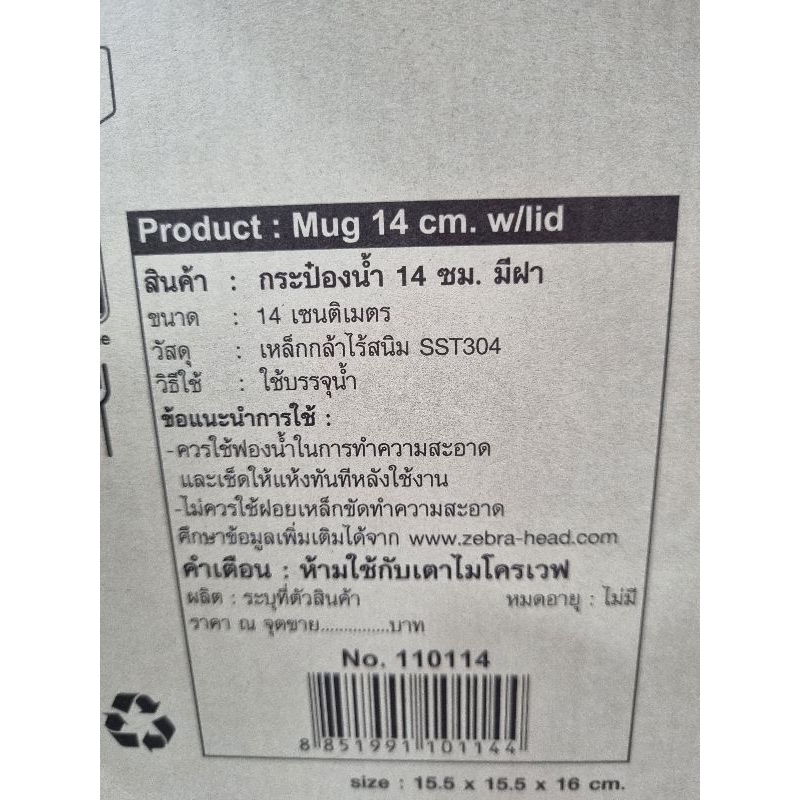 Product : Mug 14 cm. w/lid
สินค้า : กระป๋องน้ำ 14 ซม. มีฝา
ขนาด : 14 เซนติเมตร
วัสดุ : เหล็กกล้าไร้สนิม SST304
วิธีใช้ : ใช้บรรจุน้ำ
ข้อแนะนำการใช้ :
-ควรใช้ฟองน้ำในการทำความสะอาด
และเช็ดให้แห้งทันทีหลังใช้งาน
-ไม่ควรใช้ฝอยเหล็กขัดทำความสะอาด
ศึกษาข้อมูลเพิ่มเติมได้จาก www.zebra-head.com
คำเตือน : ห้ามใช้กับเตาไมโครเวฟ
ผลิต : ระบุที่ตัวสินค้า หมดอายุ : ไม่มี
ราคา ณ จุดขาย...............บาท
No. 110114
8 851991 101144
size : 15.5 x 15.5 x 16 cm.